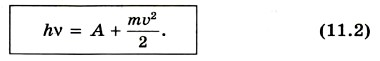 hν = A + mv²/2. (11.2)